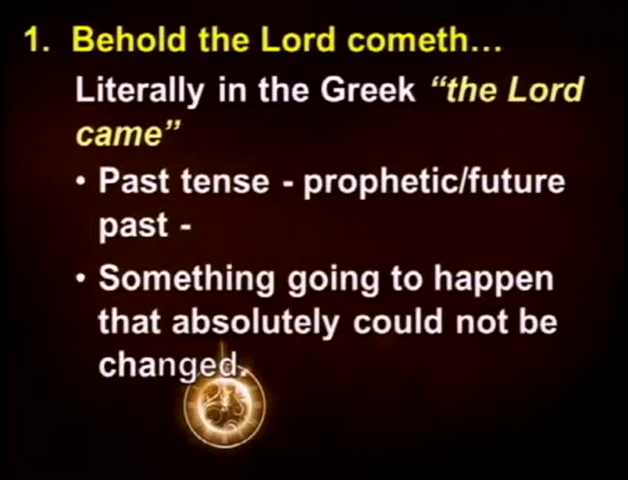 1. Behold the Lord cometh…
Literally in the Greek “the Lord
came”
• Past tense - prophetic/future
past -
• Something going to happen
that absolutely could not be
changed.